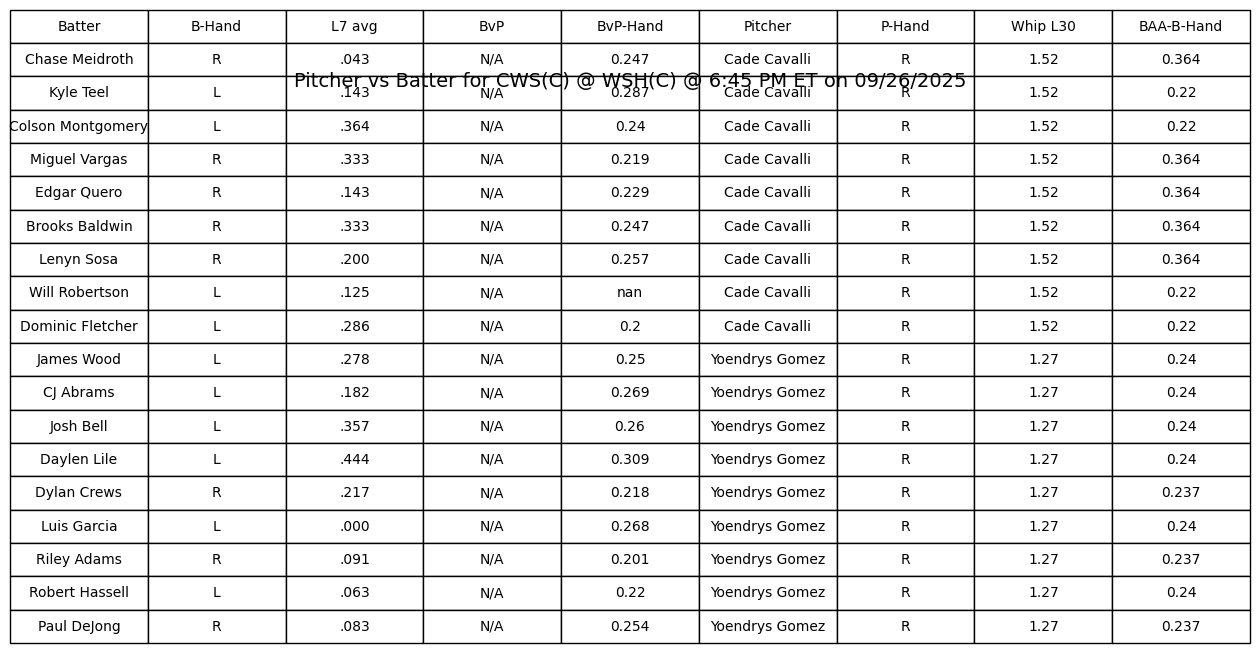 Batter B-Hand L7 avg BvP BvP-Hand Pitcher P-Hand Whip L30 BAA-B-Hand
Chase Meidroth R .043 N/A 0.247 Cade Cavalli R 1.52 0.364
Pitcher vs Batter for CWS(C) @ WSH(C) @ 6:45 PM ET on 09/26/2025
Kyle Teel L .143 N/A 0.287 Cade Cavalli R 1.52 0.22
Colson Montgomery L .364 N/A 0.24 Cade Cavalli R 1.52 0.22
Miguel Vargas R .333 N/A 0.219 Cade Cavalli R 1.52 0.364
Edgar Quero R .143 N/A 0.229 Cade Cavalli R 1.52 0.364
Brooks Baldwin R .333 N/A 0.247 Cade Cavalli R 1.52 0.364
Lenyn Sosa R .200 N/A 0.257 Cade Cavalli R 1.52 0.364
Will Robertson L .125 N/A nan Cade Cavalli R 1.52 0.22
Dominic Fletcher L .286 N/A 0.2 Cade Cavalli R 1.52 0.22
James Wood L .278 N/A 0.25 Yoendrys Gomez R 1.27 0.24
CJ Abrams L .182 N/A 0.269 Yoendrys Gomez R 1.27 0.24
Josh Bell L .357 N/A 0.26 Yoendrys Gomez R 1.27 0.24
Daylen Lile L .444 N/A 0.309 Yoendrys Gomez R 1.27 0.24
Dylan Crews R .217 N/A 0.218 Yoendrys Gomez R 1.27 0.237
Luis Garcia L .000 N/A 0.268 Yoendrys Gomez R 1.27 0.24
Riley Adams R .091 N/A 0.201 Yoendrys Gomez R 1.27 0.237
Robert Hassell L .063 N/A 0.22 Yoendrys Gomez R 1.27 0.24
Paul DeJong R .083 N/A 0.254 Yoendrys Gomez R 1.27 0.237